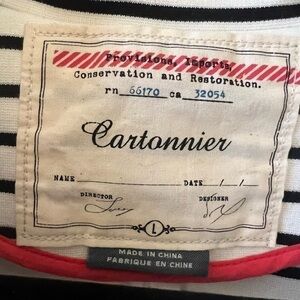 Provisions, Imports,
Conservation and Restoration.
rn 66170 ca 32054
Cartonnier
NAME DATE / /
DIRECTOR DESIGNER
L
MADE IN CHINA
FABRIQUE EN CHINE